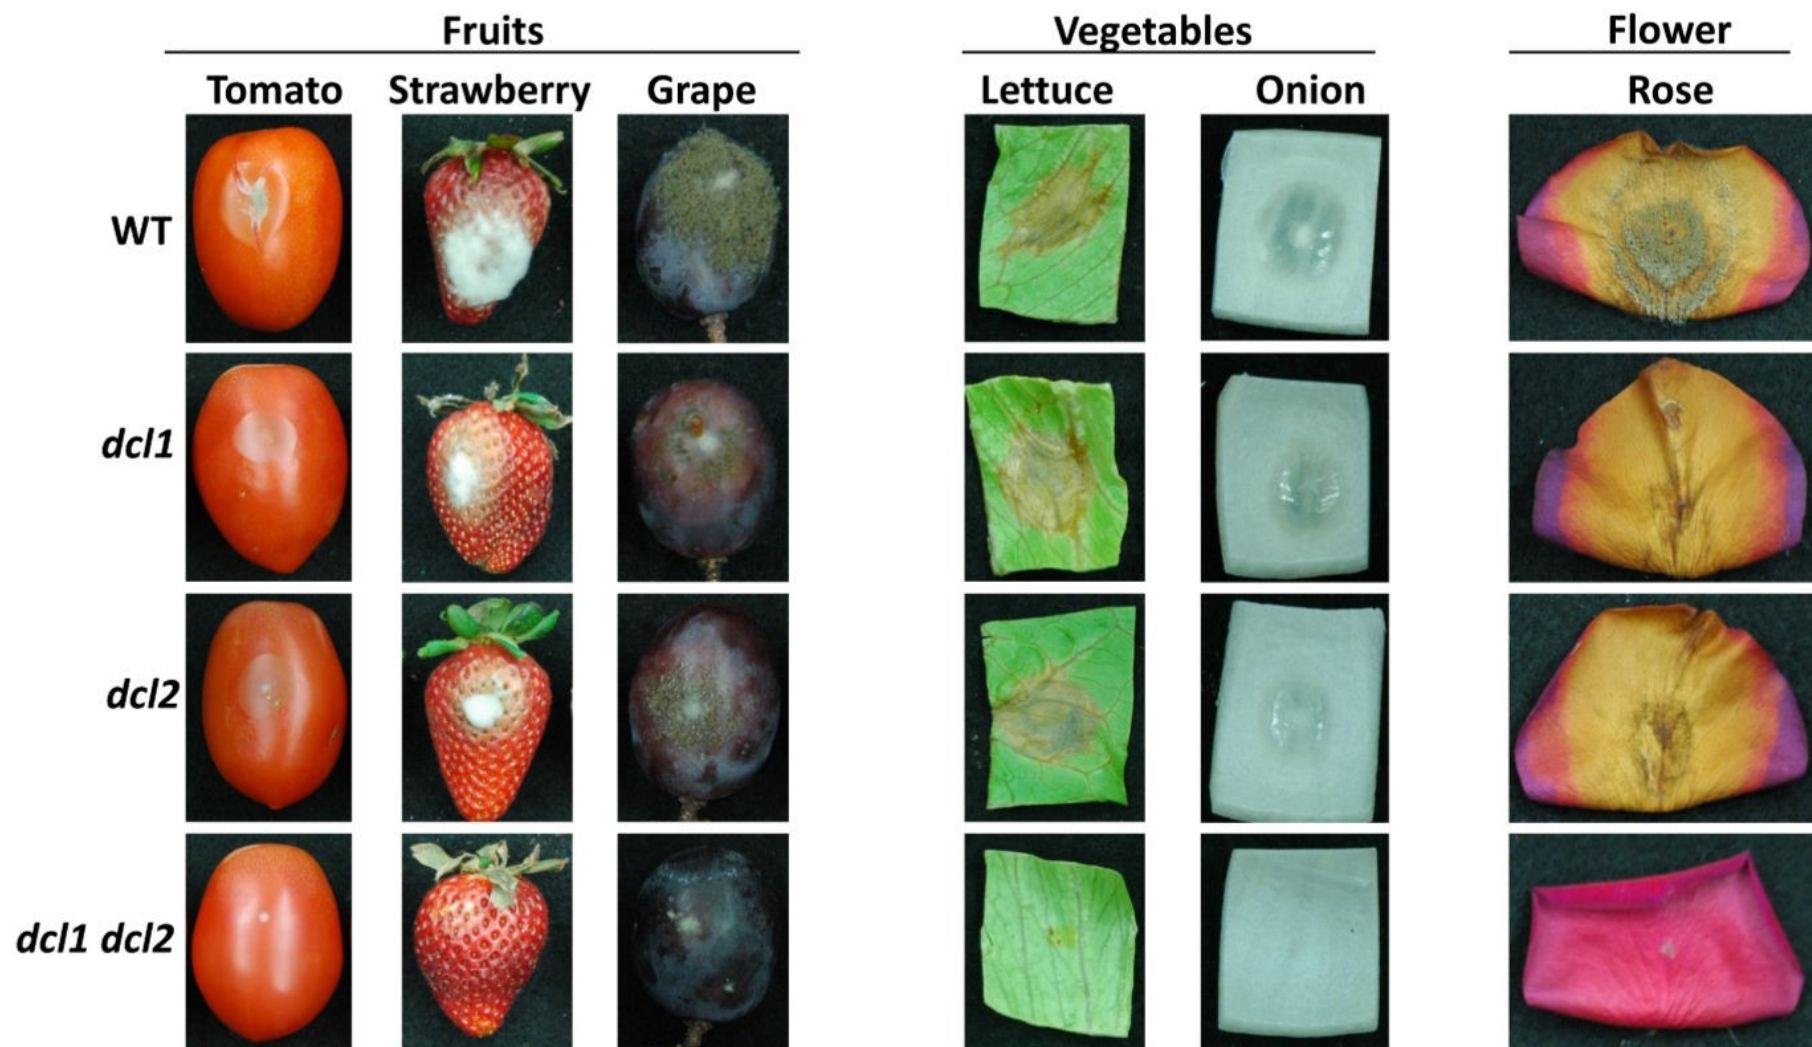 Fruits Vegetables Flower
Tomato Strawberry Grape Lettuce Onion Rose
WT
dcl1
dcl2
dcl1 dcl2